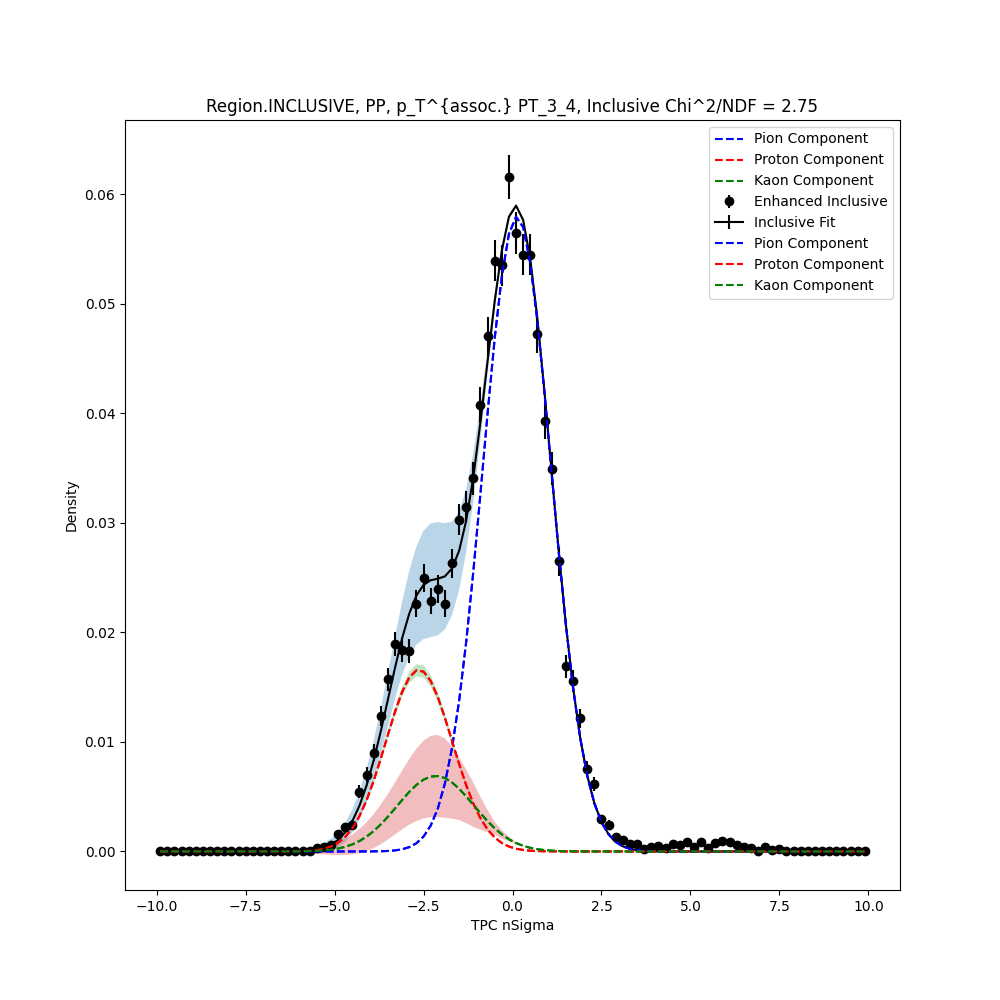 Region.INCLUSIVE, PP, p_T^{assoc.} PT_3_4, Inclusive Chi^2/NDF = 2.75
Pion Component
Proton Component
Kaon Component
Enhanced Inclusive
Inclusive Fit
Pion Component
Proton Component
Kaon Component
0.06
0.05
0.04
0.03
0.02
0.01
0.00
Density
−10.0 −7.5 −5.0 −2.5 0.0 2.5 5.0 7.5 10.0
TPC nSigma